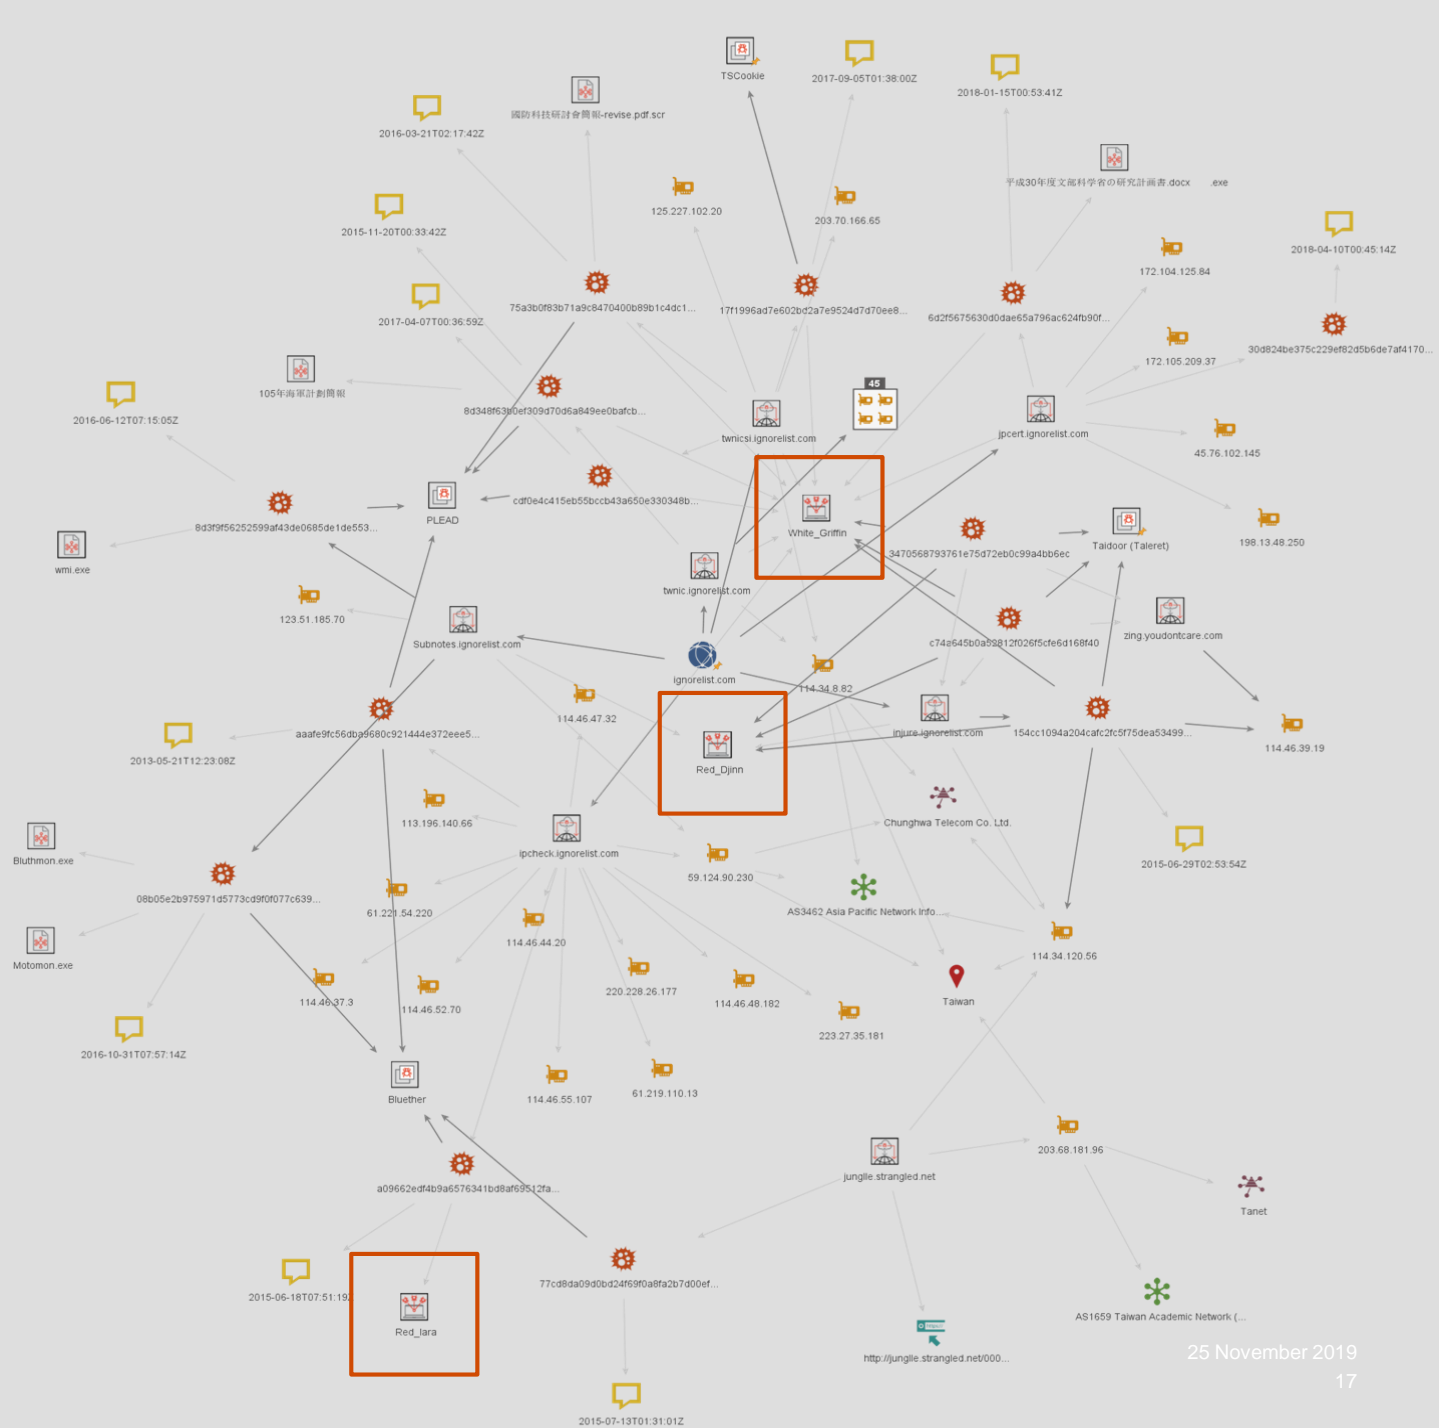 TSCookie
2017-09-05T01:38:00Z
2018-01-15T00:53:41Z
國防科技研討會簡報-revise.pdf.scr
2016-03-21T02:17:42Z
平成30年度文部科学省の研究計画書.docx .exe
125.227.102.20
203.70.166.65
2015-11-20T00:33:42Z
2018-04-10T00:45:14Z
172.104.125.84
75a3b0f83b71a9c8470400b89b1c4dc1...
17f1996ad7e602bd2a7e9524d7d70ee8...
6d2f5675630d0dae65a796ac624fb90f...
2017-04-07T00:36:59Z
30d824be375c229ef82d5b6de7af4170...
172.105.209.37
45
105年海軍計劃簡報
8d348f63b0ef309d70d6a849ee0bafcb...
2016-06-12T07:15:05Z
twnicsi.ignorelist.com
jpcert.ignorelist.com
45.76.102.145
cdf0e4c415eb55bccb43a650e330348b...
PLEAD
8d3f9f56252599af43de0685de1de553...
White_Griffin
198.13.48.250
Taidoor (Taleret)
3470568793761e75d72eb0c99a4bb6ec
wmi.exe
twnic.ignorelist.com
123.51.185.70
zing.youdontcare.com
Subnotes.ignorelist.com
c74a645b0a52812f026f5cfe6d168f40
ignorelist.com
114.34.8.82
114.46.47.32
aaafe9fc56dba9680c921444e372eee5...
injure.ignorelist.com
154cc1094a204cafc2fc5f75dea53499...
114.46.39.19
2013-05-21T12:23:08Z
Red_Djinn
113.196.140.66
Chunghwa Telecom Co. Ltd.
ipcheck.ignorelist.com
Bluthmon.exe
2015-06-29T02:53:54Z
59.124.90.230
08b05e2b975971d5773cd9f0f077c639...
61.221.54.220
AS3462 Asia Pacific Network Info...
114.46.44.20
114.34.120.56
Motomon.exe
220.228.26.177
Taiwan
114.46.37.3
114.46.52.70
114.46.48.182
223.27.35.181
2016-10-31T07:57:14Z
61.219.110.13
Bluether
114.46.55.107
203.68.181.96
junglle.strangled.net
a09662edf4b9a6576341bd8af69512fa...
Tanet
77cd8da09d0bd24f69f0a8fa2b7d00ef...
2015-06-18T07:51:19Z
AS1659 Taiwan Academic Network (...
Red_Iara
25 November 2019
http://junglle.strangled.net/000...
17
2015-07-13T01:31:01Z